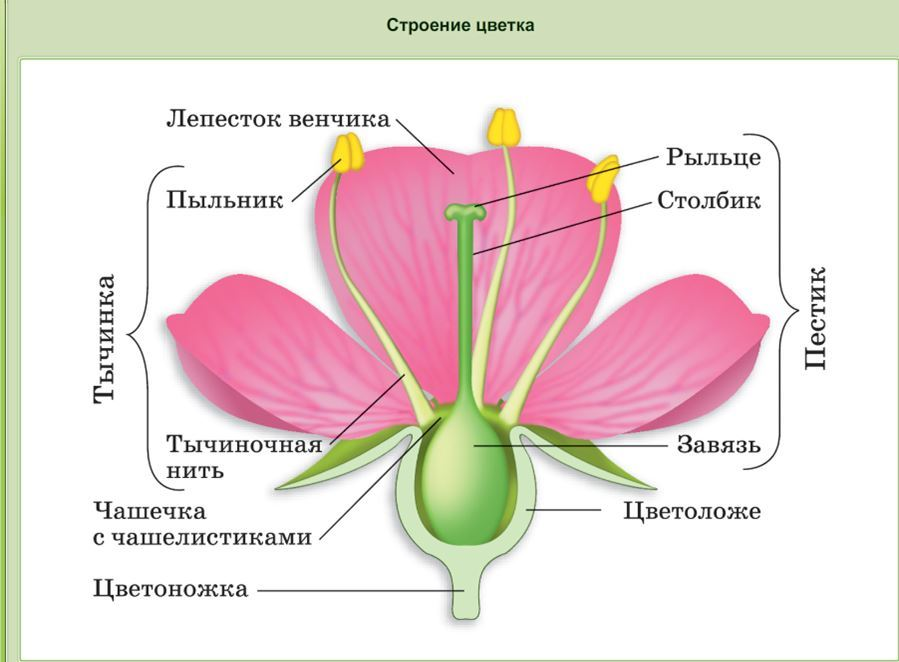 Строение цветка
Лепесток венчика
Пыльник
Тычинка
Тычиночная
нить
Чашечка
с чашелистиками
Цветоножка
Рыльце
Столбик
Пестик
Завязь
Цветоложе